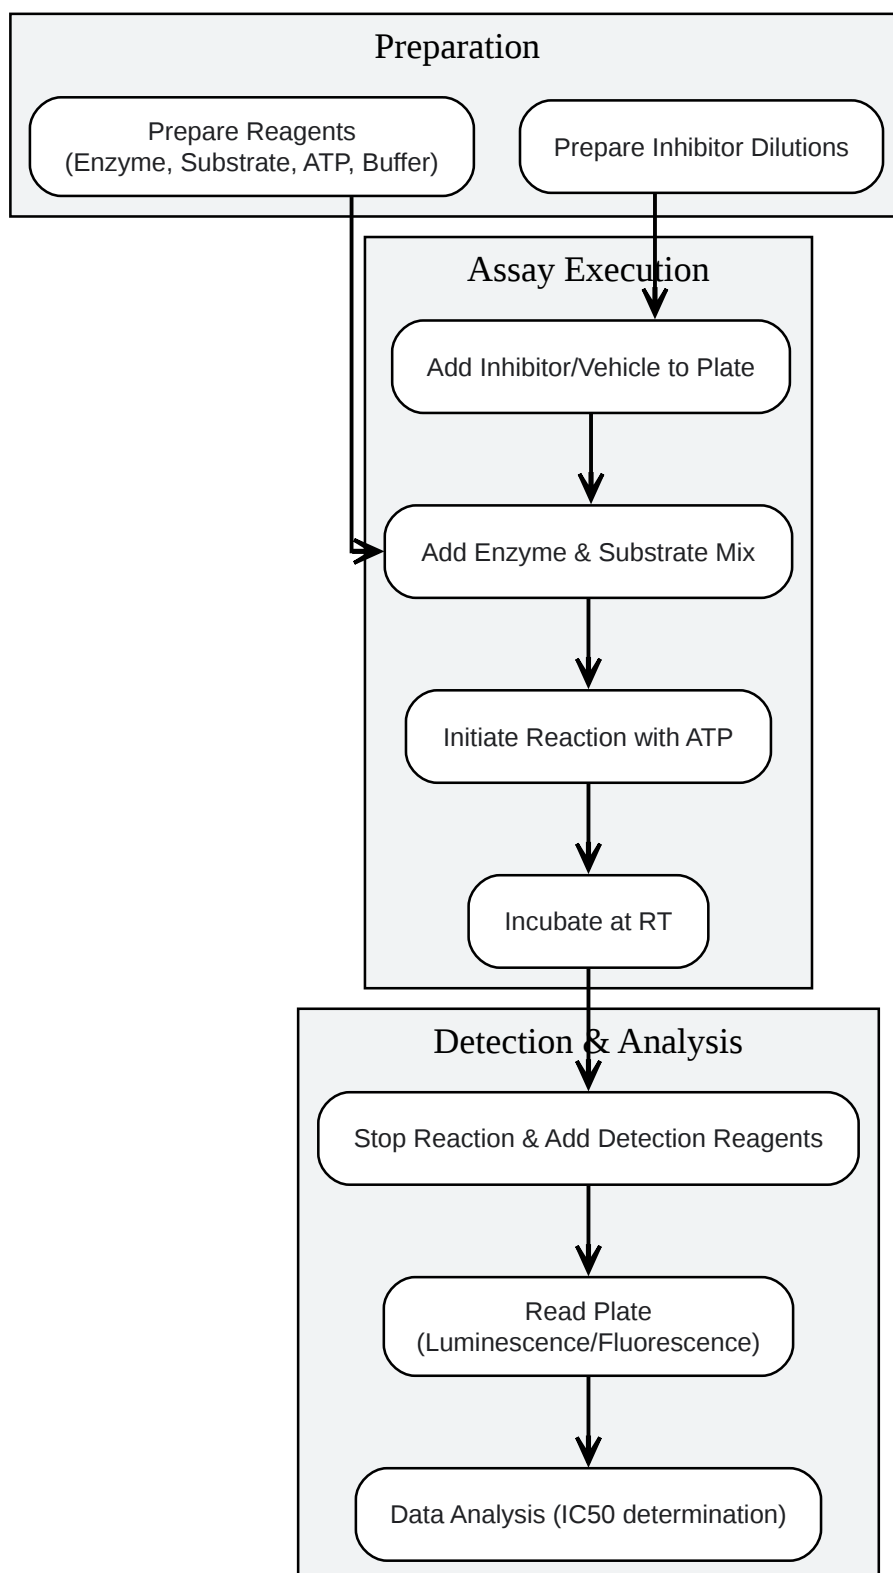 Preparation
Prepare Reagents
(Enzyme, Substrate, ATP, Buffer)
Prepare Inhibitor Dilutions
Assay Execution
Add Inhibitor/Vehicle to Plate
Add Enzyme & Substrate Mix
Initiate Reaction with ATP
Incubate at RT
Detection & Analysis
Stop Reaction & Add Detection Reagents
Read Plate
(Luminescence/Fluorescence)
Data Analysis (IC50 determination)